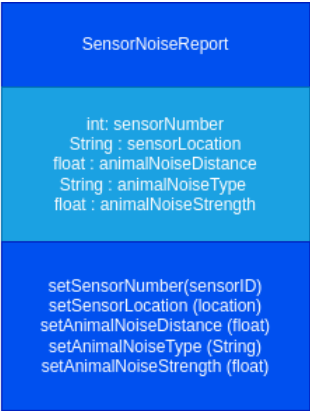 SensorNoiseReport
int: sensorNumber
String : sensorLocation
float : animalNoiseDistance
String : animalNoiseType
float : animalNoiseStrength
setSensorNumber(sensorID)
setSensorLocation (location)
setAnimalNoiseDistance (float)
setAnimalNoiseType (String)
setAnimalNoiseStrength (float)